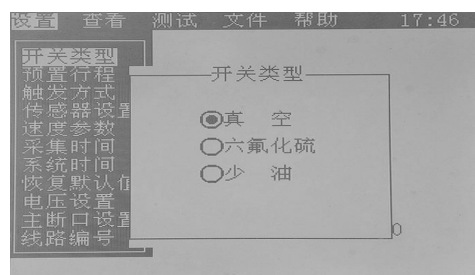 设置 查看 测试 文件 帮助 17:46
开关类型
预置行程
触发方式
传感器设置
速度参数
采集时间
系统时间
恢复默认值
电压设置
主断口设置
线路编号
开关类型
真 空
六氟化硫
少 油
0